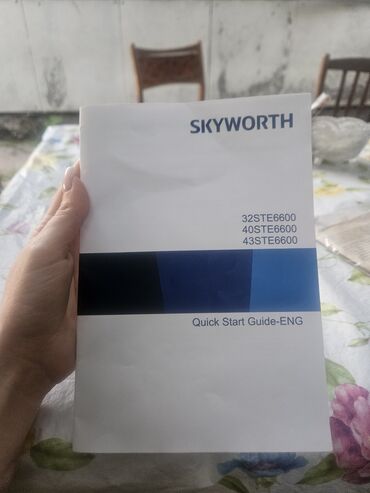 SKYWORTH
32STE6600
40STE6600
43STE6600
Quick Start Guide-ENG